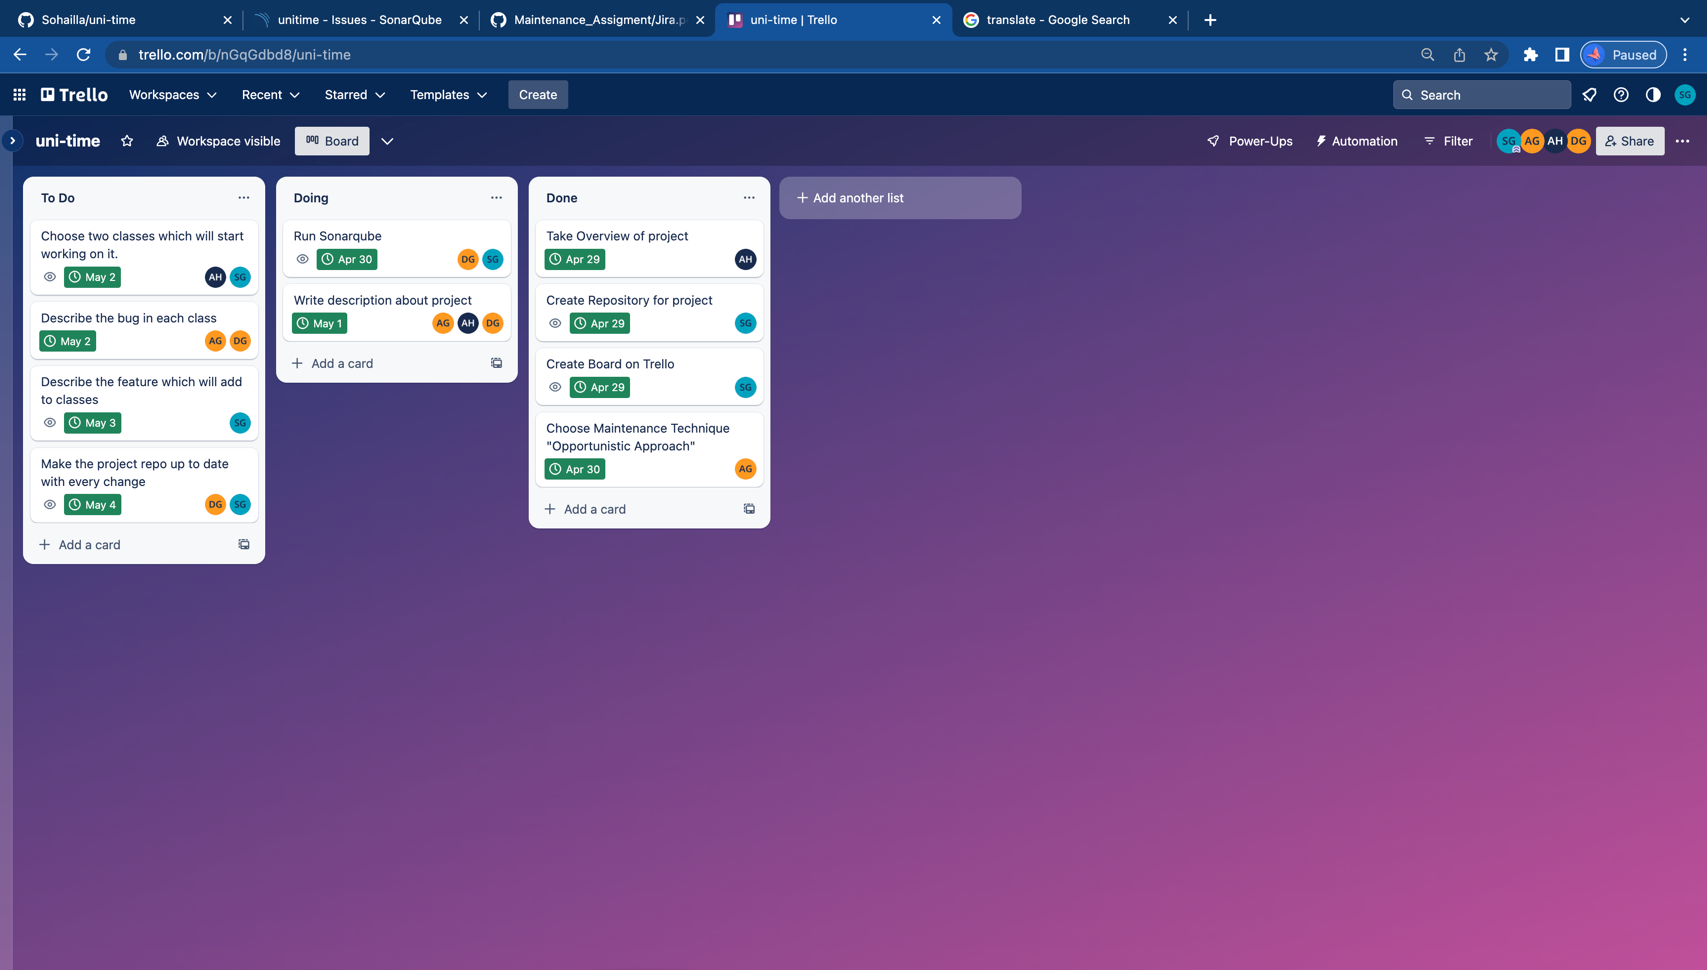 Sohailla/uni-time
unitime - Issues - SonarQube
Maintenance_Assigment/Jira.p
uni-time | Trello
translate - Google Search
trello.com/b/nGqGdbd8/uni-time
Paused
Trello
Workspaces
Recent
Starred
Templates
Create
Search
SG
uni-time
Workspace visible
Board
Power-Ups
Automation
Filter
SG
AG
AH
DG
Share
To Do
Choose two classes which will start
working on it.
May 2
AH
SG
Describe the bug in each class
May 2
AG
DG
Describe the feature which will add
to classes
May 3
SG
Make the project repo up to date
with every change
May 4
DG
SG
Add a card
Doing
Run Sonarqube
Apr 30
DG
SG
Write description about project
May 1
AG
AH
DG
Add a card
Done
Take Overview of project
Apr 29
AH
Create Repository for project
Apr 29
SG
Create Board on Trello
Apr 29
SG
Choose Maintenance Technique
"Opportunistic Approach"
Apr 30
AG
Add a card
Add another list